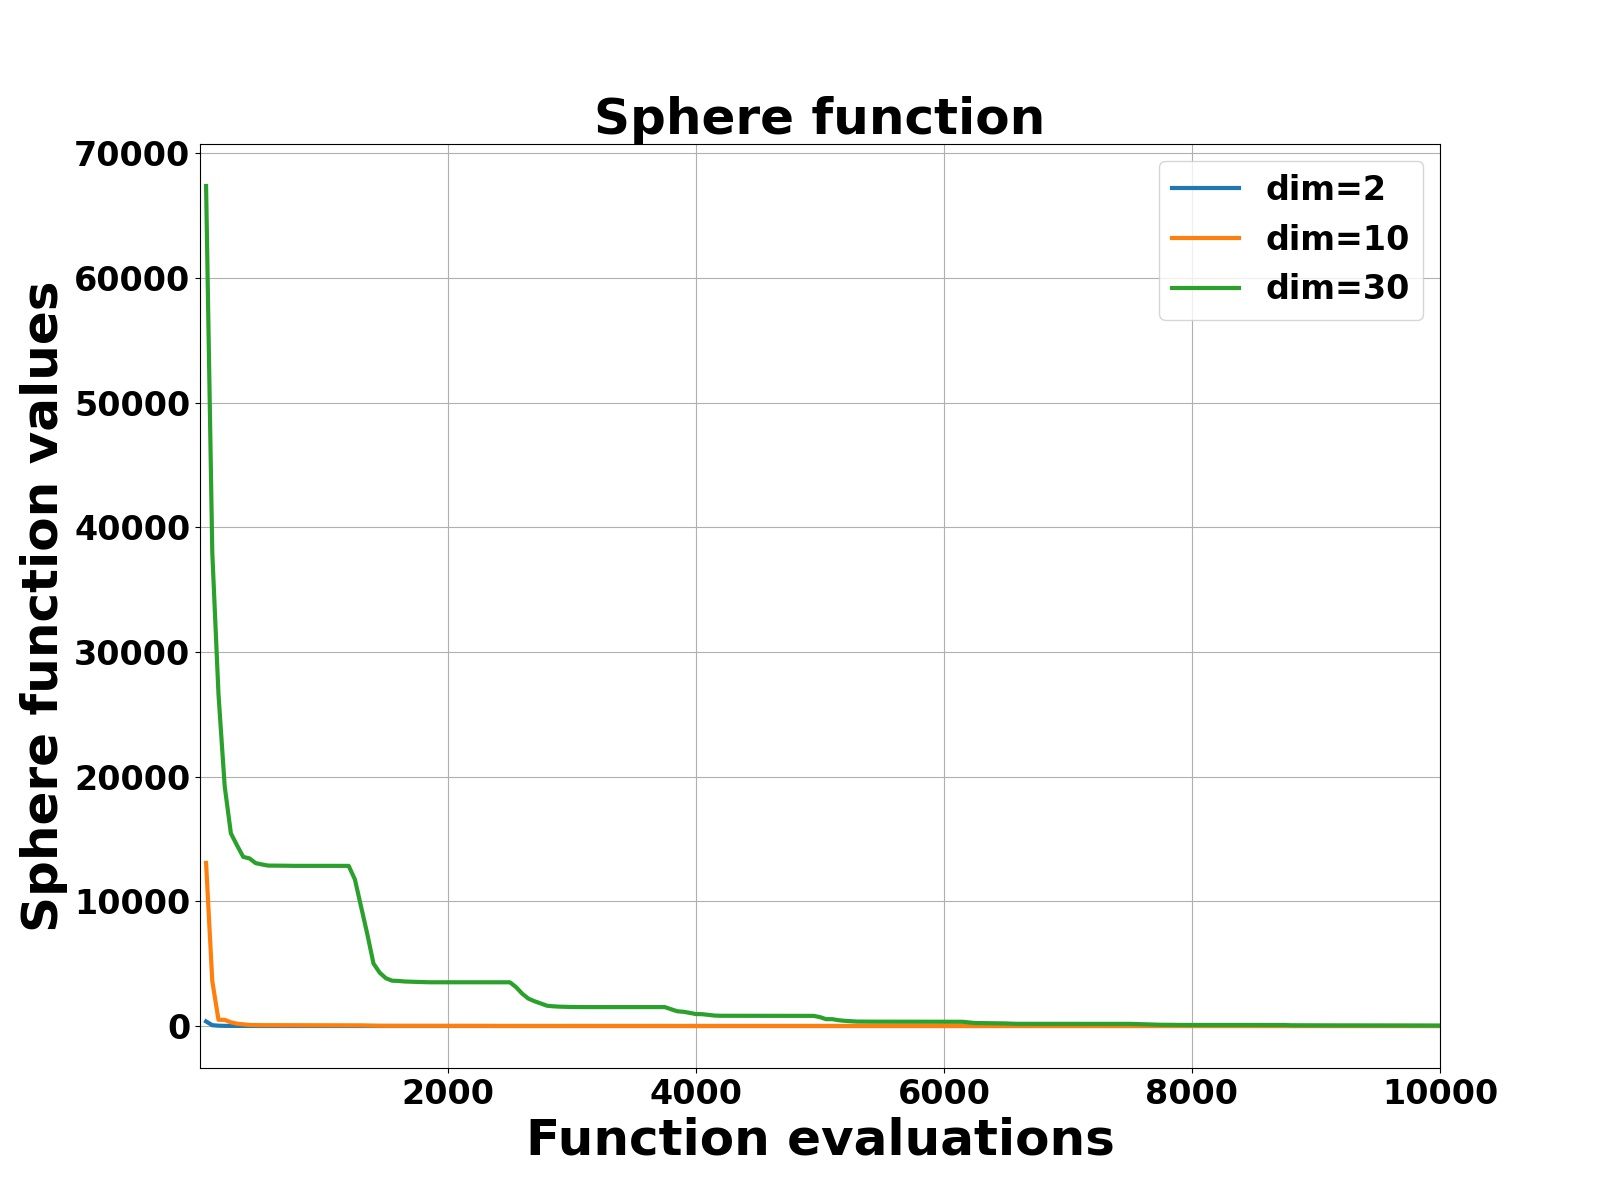 Sphere function
Sphere function values
70000
60000
50000
40000
30000
20000
10000
0
dim=2
dim=10
dim=30
2000 4000 6000 8000 10000
Function evaluations